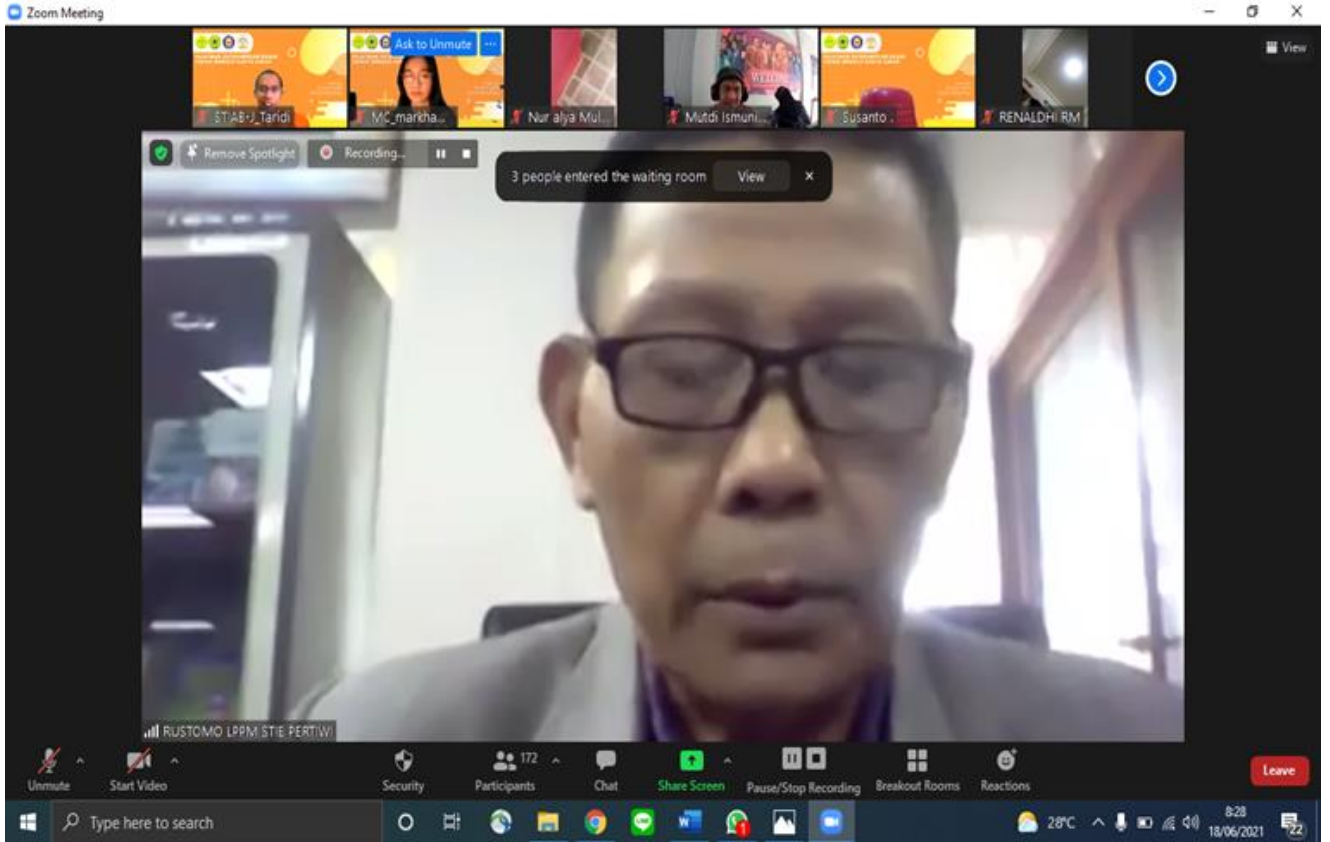 Zoom Meeting
View
Ask to Unmute
...
WELCOME
STIAB-J_Taridi
MC_markha...
Nur alya Mul...
Mutdi Ismuni...
Susanto .
RENALDHI RM
Remove Spotlight
Recording...
3 people entered the waiting room
View
RUSTOMO LPPM STIE PERTIWI
Unmute
Start Video
Security
Participants
172
Chat
Share Screen
Pause/Stop Recording
Breakout Rooms
Reactions
Leave
Type here to search
28°C
8:28
18/06/2021
22